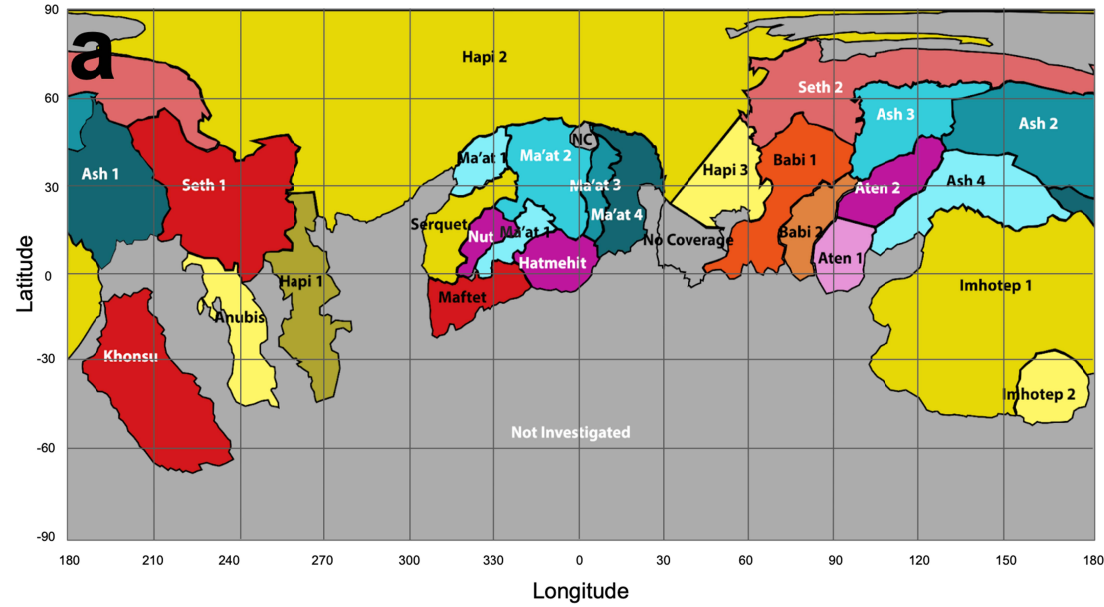 a
90
60
30
0
-30
-60
-90
Latitude
Hapi 2
Seth 2
Ash 3
Ash 2
Ma'at 1
Ma'at 2
NC
Babi 1
Hapi 3
Ash 1
Seth 1
Ma'at 3
Aten 2
Ash 4
Ma'at 4
Serquet
Nut
Ma'at 1
No Coverage
Babi 2
Hatmehit
Aten 1
Hapi 1
Maftet
Imhotep 1
Anubis
Khonsu
Imhotep 2
Not Investigated
180 210 240 270 300 330 0 30 60 90 120 150 180
Longitude